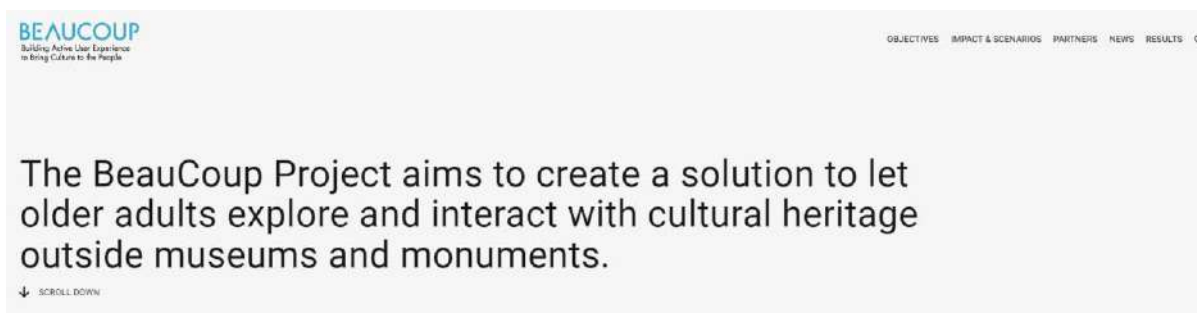 BEAUCOUP
Building Active User Experience
to Bring Culture to the People
OBJECTIVES IMPACT & SCENARIOS PARTNERS NEWS RESULTS
The BeauCoup Project aims to create a solution to let
older adults explore and interact with cultural heritage
outside museums and monuments.
SCROLL DOWN